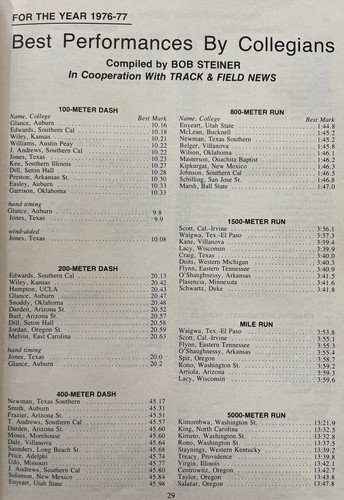 FOR THE YEAR 1976-77
Best Performances By Collegians
Compiled by BOB STEINER
In Cooperation With TRACK & FIELD NEWS
100-METER DASH
Name, College Best Mark
Glance, Auburn 10.16
Edwards, Southern Cal 10.18
Wiley, Kansas 10.21
Williams, Austin Peay 10.22
J. Andrews, Southern Cal 10.22
Jones, Texas 10.23
Kee, Southern Illinois 10.27
Dill, Seton Hall 10.28
Preston, Arkansas St. 10.30
Easley, Auburn 10.33
Garrison, Oklahoma 10.33
hand timing
Glance, Auburn 9.8
Jones, Texas 9.9
wind-aided
Jones, Texas 10.08
200-METER DASH
Edwards, Southern Cal 20.13
Wiley, Kansas 20.42
Hampton, UCLA 20.43
Glance, Auburn 20.47
Snoddy, Oklahoma 20.48
Darden, Arizona St. 20.52
Burl, Arizona St. 20.57
Dill, Seton Hall 20.58
Jordan, Oregon St. 20.59
Melvin, East Carolina 20.63
hand timing
Jones, Texas 20.0
Glance, Auburn 20.2
400-METER DASH
Newman, Texas Southern 45.17
Smith, Auburn 45.31
Frazier, Arizona St. 45.51
T. Andrews, Southern Cal 45.57
Darden, Arizona St. 45.60
Moses, Morehouse 45.60
Dale, Villanova 45.64
Saunders, Long Beach St. 45.68
Price, Adelphi 45.74
Udo, Missouri 45.77
J. Andrews, Southern Cal 45.80
Solomon, New Mexico 45.84
Enyeart, Utah State 45.98
800-METER RUN
Name, College Best Mark
Enyeart, Utah State 1:44.8
McLean, Bucknell 1:45.2
Newman, Texas Southern 1:45.2
Belger, Villanova 1:45.8
Wilson, Oklahoma 1:46.1
Masterson, Ouachita Baptist 1:46.2
Kipkurgat, New Mexico 1:46.3
Johnson, Southern Cal 1:46.5
Schilling, San Jose St. 1:46.8
Marsh, Ball State 1:47.0
1500-METER RUN
Scott, Cal.-Irvine 3:36.1
Waigwa, Tex.-El Paso 3:37.3
Kane, Villanova 3:39.4
Lacy, Wisconsin 3:39.9
Craig, Texas 3:40.0
Duits, Western Michigan 3:40.3
Flynn, Eastern Tennessee 3:40.9
O'Shaughnessy, Arkansas 3:41.5
Plasencia, Minnesota 3:41.6
Schwartz, Duke 3:41.8
MILE RUN
Waigwa, Tex.-El Paso 3:53.8
Scott, Cal.-Irvine 3:55.1
Flynn, Eastern Tennessee 3:55.3
O'Shaughnessy, Arkansas 3:55.4
Spir, Oregon 3:58.7
Rono, Washington St. 3:59.2
Arriola, Arizona 3:59.3
Lacy, Wisconsin 3:59.6
5000-METER RUN
Kimombwa, Washington St. 13:21.9
King, North Carolina 13:32.5
Kimeto, Washington St. 13:32.8
Rono, Washington St. 13:37.5
Staynings, Western Kentucky 13:39.2
Treacy, Providence 13:39.8
Virgin, Illinois 13:42.1
Centrowitz, Oregon 13:42.7
Taylor, Oregon 13:43.8
Salazar, Oregon 13:47.8
29